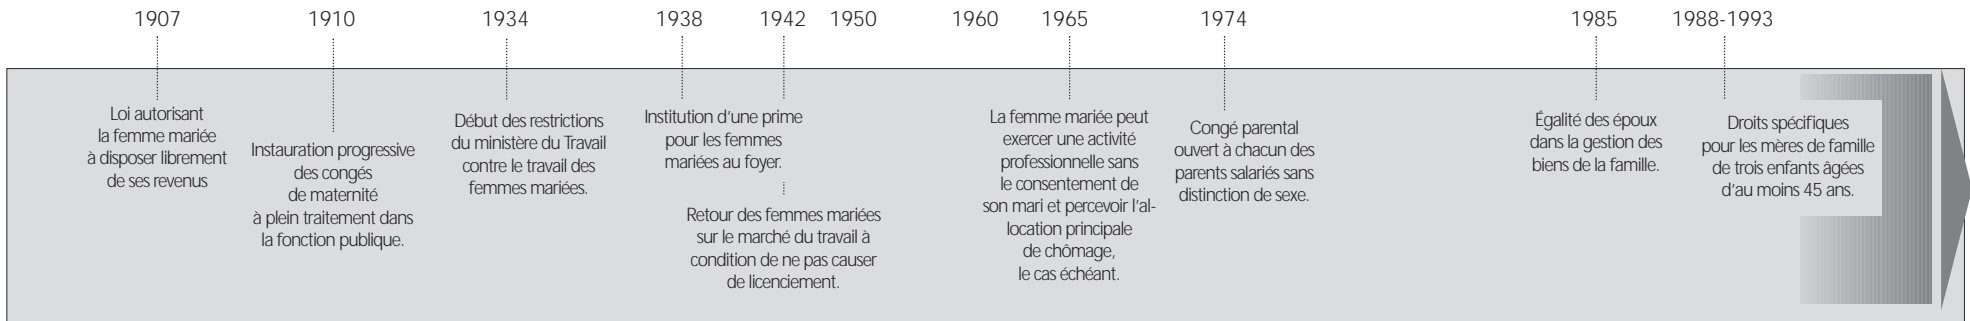 1907
1910
1934
1938
1942
1950
1960
1965
1974
1985
1988-1993
Loi autorisant
la femme mariée
à disposer librement
de ses revenus
Instauration progressive
des congés
de maternité
à plein traitement dans
la fonction publique.
Début des restrictions
du ministère du Travail
contre le travail des
femmes mariées.
Institution d'une prime
pour les femmes
mariées au foyer.
Retour des femmes mariées
sur le marché du travail à
condition de ne pas causer
de licenciement.
La femme mariée peut
exercer une activité
professionnelle sans
le consentement de
son mari et percevoir l'al-
location principale
de chômage,
le cas échéant.
Congé parental
ouvert à chacun des
parents salariés sans
distinction de sexe.
Égalité des époux
dans la gestion des
biens de la famille.
Droits spécifiques
pour les mères de famille
de trois enfants âgées
d'au moins 45 ans.